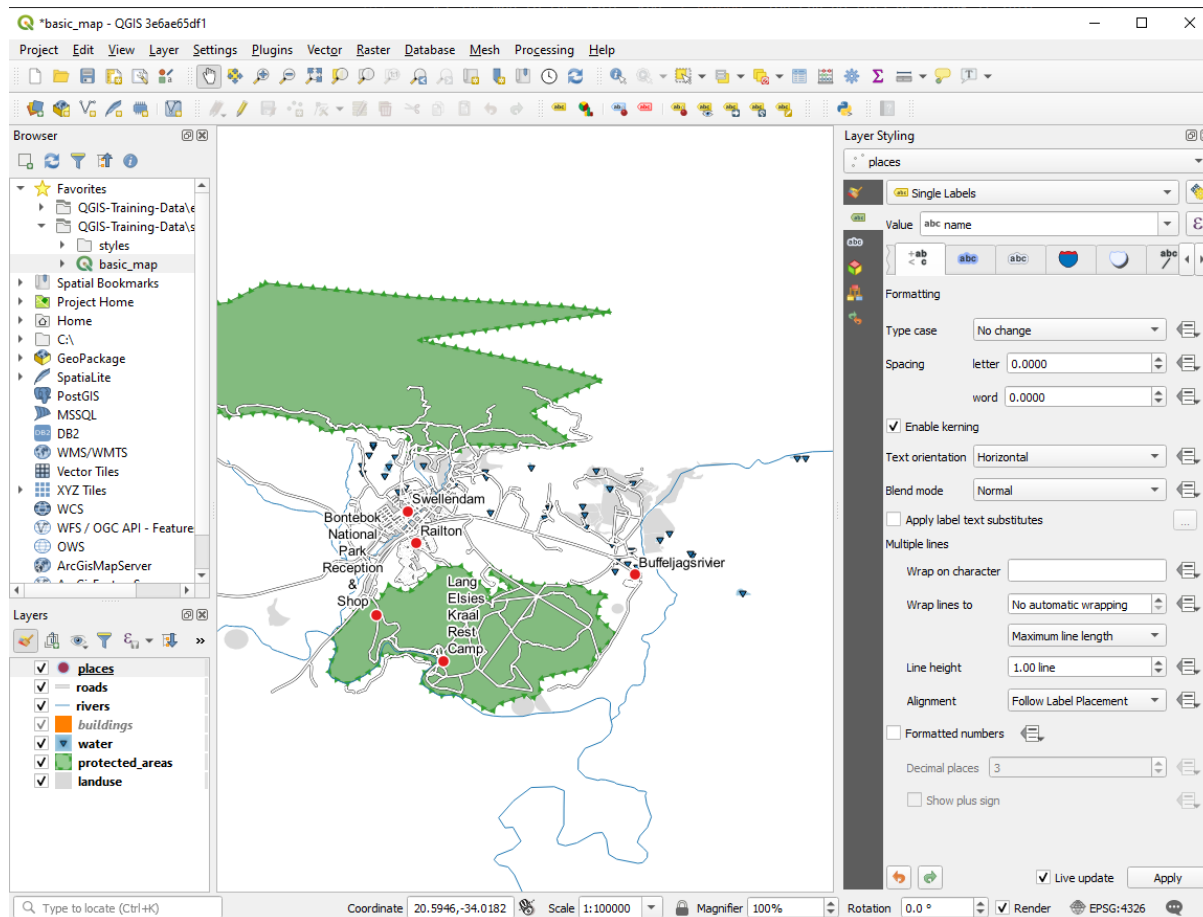 *basic_map - QGIS 3e6ae65df1
Project Edit View Layer Settings Plugins Vector Raster Database Mesh Processing Help
Browser
Favorites
QGIS-Training-Data\e
QGIS-Training-Data\s
styles
basic_map
Spatial Bookmarks
Project Home
Home
C:\
GeoPackage
SpatiaLite
PostGIS
MSSQL
DB2
WMS/WMTS
Vector Tiles
XYZ Tiles
WCS
WFS / OGC API - Feature
OWS
ArcGisMapServer
Layers
places
roads
rivers
buildings
water
protected_areas
landuse
Swellendam
Bontebok
National
Park
Reception
&
Shop
Railton
Lang
Elsies
Kraal
Rest
Camp
Buffeljagsrivier
Layer Styling
places
Single Labels
Value abc name
Formatting
Type case No change
Spacing letter 0.0000
word 0.0000
Enable kerning
Text orientation Horizontal
Blend mode Normal
Apply label text substitutes ...
Multiple lines
Wrap on character
Wrap lines to No automatic wrapping
Maximum line length
Line height 1.00 line
Alignment Follow Label Placement
Formatted numbers
Decimal places 3
Show plus sign
Live update Apply
Type to locate (Ctrl+K) Coordinate 20.5946,-34.0182 Scale 1:100000 Magnifier 100% Rotation 0.0 ° Render EPSG:4326